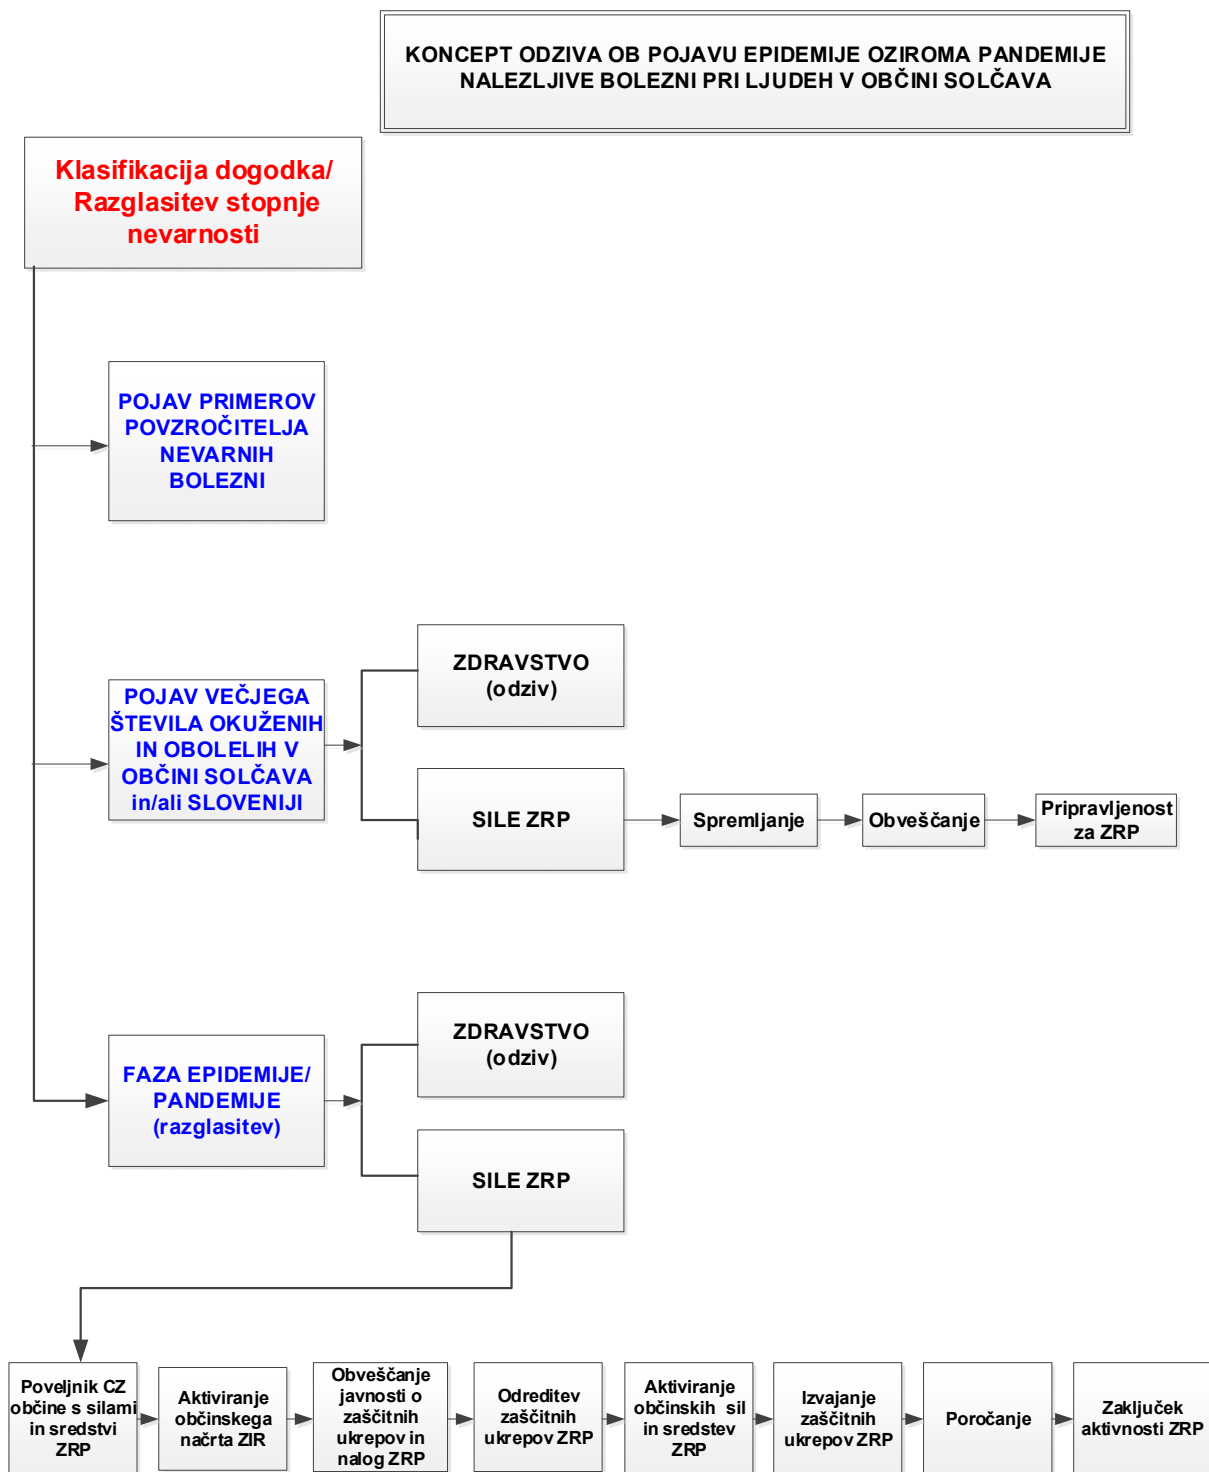 KONCEPT ODZIVA OB POJAVU EPIDEMIJE OZIROMA PANDEMIJE
NALEZLJIVE BOLEZNI PRI LJUDEH V OBČINI SOLČAVA
Klasifikacija dogodka/
Razglasitev stopnje
nevarnosti
POJAV PRIMEROV
POVZROČITELJA
NEVARNIH
BOLEZNI
POJAV VEČJEGA
ŠTEVILA OKUŽENIH
IN OBOLELIH V
OBČINI SOLČAVA
in/ali SLOVENIJI
ZDRAVSTVO
(odziv)
SILE ZRP
Spremljanje
Obveščanje
Pripravljenost
za ZRP
FAZA EPIDEMIJE/
PANDEMIJE
(razglasitev)
ZDRAVSTVO
(odziv)
SILE ZRP
Poveljnik CZ
občine s silami
in sredstvi
ZRP
Aktiviranje
občinskega
načrta ZIR
Obveščanje
javnosti o
zaščitnih
ukrepov in
nalog ZRP
Odreditev
zaščitnih
ukrepov ZRP
Aktiviranje
občinskih sil
in sredstev
ZRP
Izvajanje
zaščitnih
ukrepov ZRP
Poročanje
Zaključek
aktivnosti ZRP